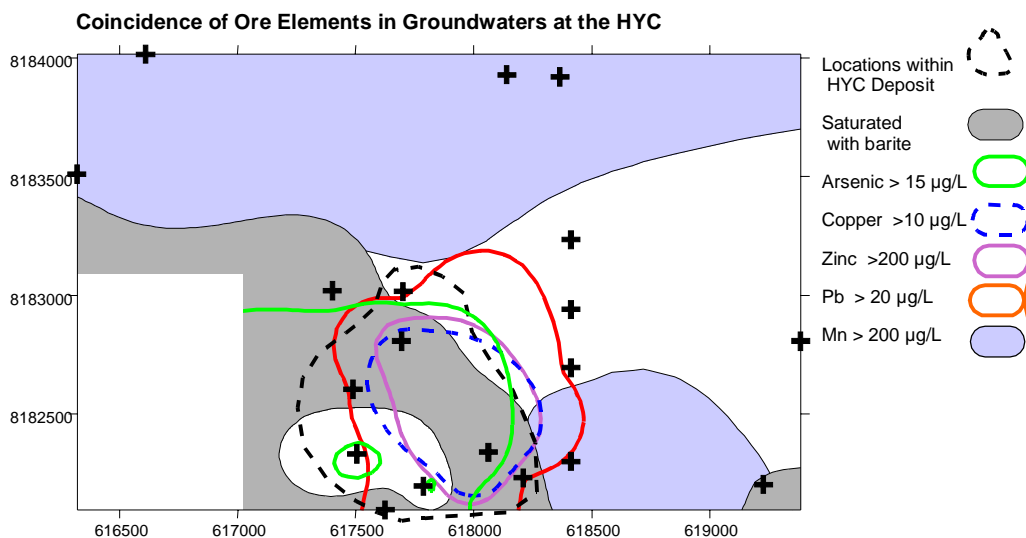 Coincidence of Ore Elements in Groundwaters at the HYC
8184000
8183500
8183000
8182500
616500 617000 617500 618000 618500 619000
Locations within
HYC Deposit
Saturated
with barite
Arsenic > 15 µg/L
Copper >10 µg/L
Zinc >200 µg/L
Pb > 20 µg/L
Mn > 200 µg/L